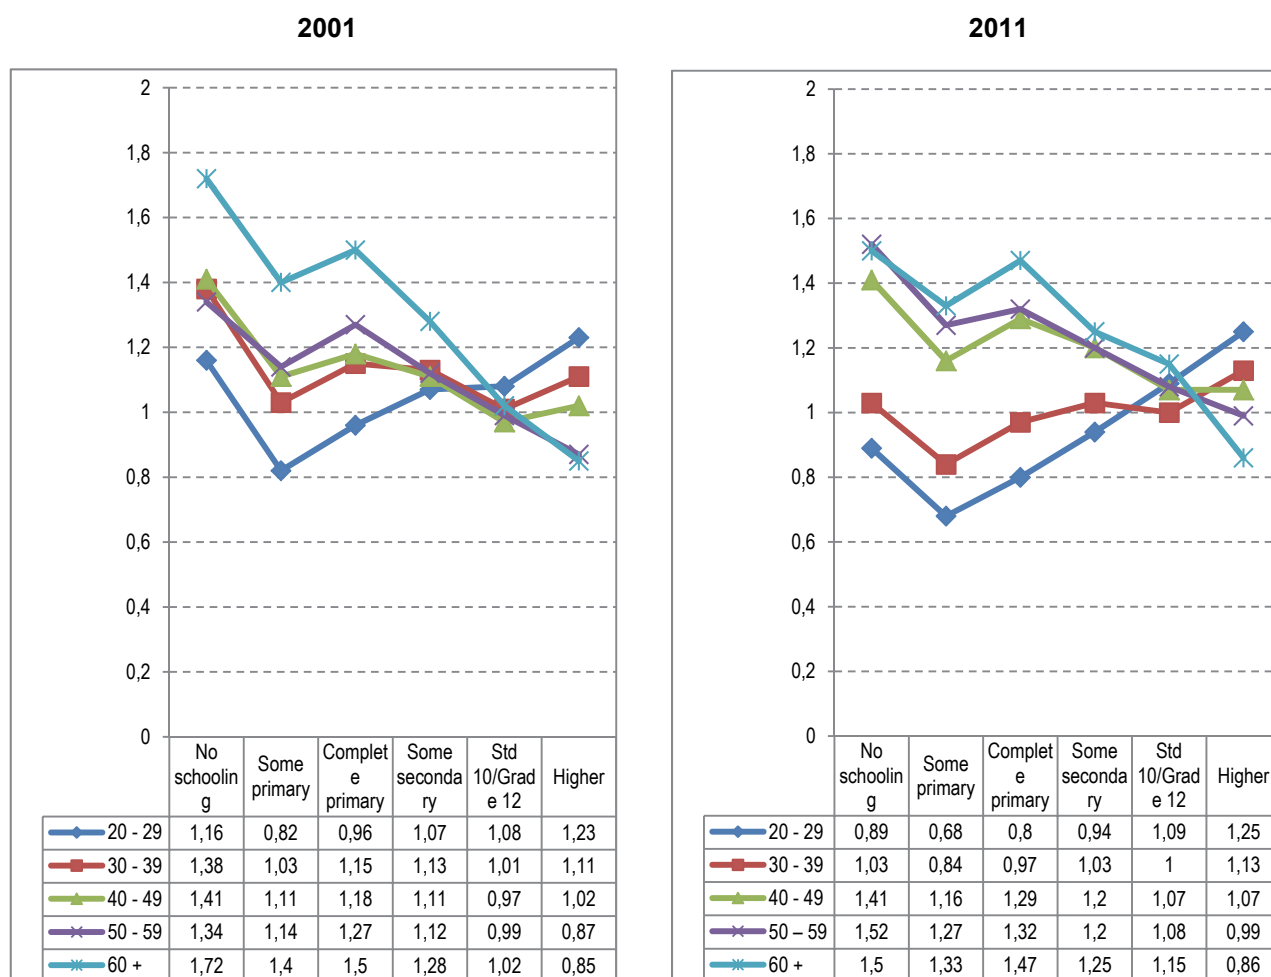 2001
2011
2
1,8
1,6
1,4
1,2
1
0,8
0,6
0,4
0,2
0
No schoolin g
Some primary
Complet e primary
Some seconda ry
Std 10/Grad e 12
Higher
20 - 29 1,16 0,82 0,96 1,07 1,08 1,23
30 - 39 1,38 1,03 1,15 1,13 1,01 1,11
40 - 49 1,41 1,11 1,18 1,11 0,97 1,02
50 - 59 1,34 1,14 1,27 1,12 0,99 0,87
60 + 1,72 1,4 1,5 1,28 1,02 0,85
2
1,8
1,6
1,4
1,2
1
0,8
0,6
0,4
0,2
0
No schoolin g
Some primary
Complet e primary
Some seconda ry
Std 10/Grad e 12
Higher
20 - 29 0,89 0,68 0,8 0,94 1,09 1,25
30 - 39 1,03 0,84 0,97 1,03 1 1,13
40 - 49 1,41 1,16 1,29 1,2 1,07 1,07
50 – 59 1,52 1,27 1,32 1,2 1,08 0,99
60 + 1,5 1,33 1,47 1,25 1,15 0,86